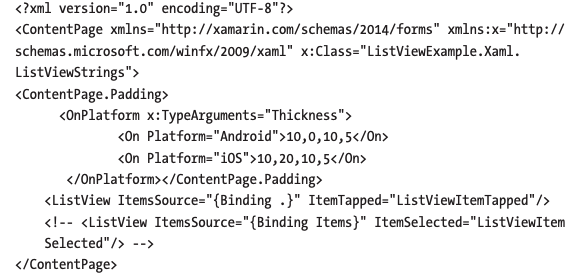 <?xml version="1.0" encoding="UTF-8"?>
<ContentPage xmlns="http://xamarin.com/schemas/2014/forms" xmlns:x="http://
schemas.microsoft.com/winfx/2009/xaml" x:Class="ListViewExample.Xaml.
ListViewStrings">
<ContentPage.Padding>
<OnPlatform x:TypeArguments="Thickness">
<On Platform="Android">10,0,10,5</On>
<On Platform="iOS">10,20,10,5</On>
</OnPlatform></ContentPage.Padding>
<ListView ItemsSource="{Binding .}" ItemTapped="ListViewItemTapped"/>
<!-- <ListView ItemsSource="{Binding Items}" ItemSelected="ListViewItem
Selected"/> -->
</ContentPage>